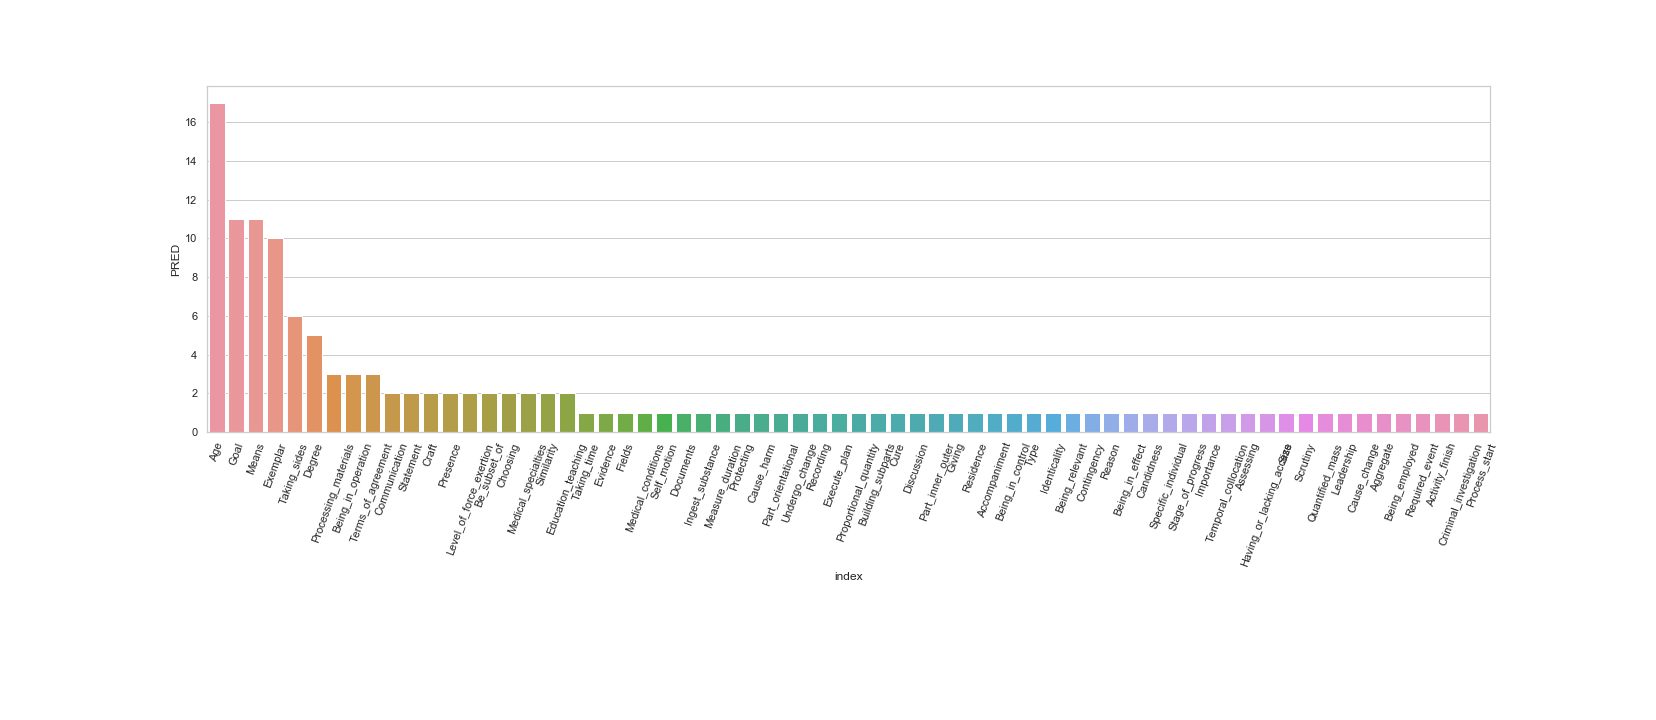 PRED
16
14
12
10
8
6
4
2
0
Age
Goal
Means
Exemplar
Taking_sides
Degree
Processing_materials
Being_in_operation
Terms_of_agreement
Communication
Statement
Craft
Presence
Level_of_force_exertion
Be_subset_of
Choosing
Medical_specialties
Similarity
Education_teaching
Taking_time
Evidence
Fields
Medical_conditions
Self_motion
Documents
Ingest_substance
Measure_duration
Protecting
Cause_harm
Part_orientational
Undergo_change
Recording
Execute_plan
Proportional_quantity
Building_subparts
Cure
Discussion
Part_inner_outer
Giving
Residence
Accompaniment
Being_in_control
Type
Identicality
Being_relevant
Contingency
Reason
Being_in_effect
Candidness
Specific_individual
Stage_of_progress
Importance
Temporal_collocation
Assessing
Having_or_lacking_access
Size
Scrutiny
Quantified_mass
Leadership
Cause_change
Aggregate
Being_employed
Required_event
Activity_finish
Criminal_investigation
Process_start
index